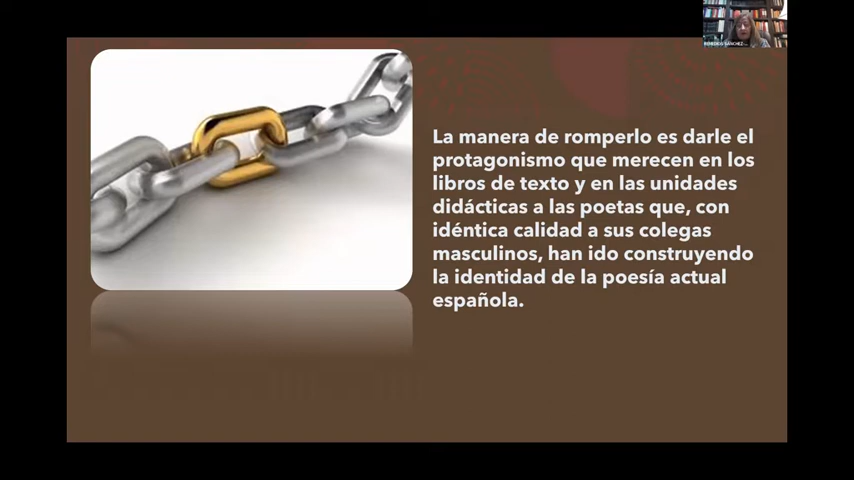 La manera de romperlo es darle el
protagonismo que merecen en los
libros de texto y en las unidades
didácticas a las poetas que, con
idéntica calidad a sus colegas
masculinos, han ido construyendo
la identidad de la poesía actual
española.